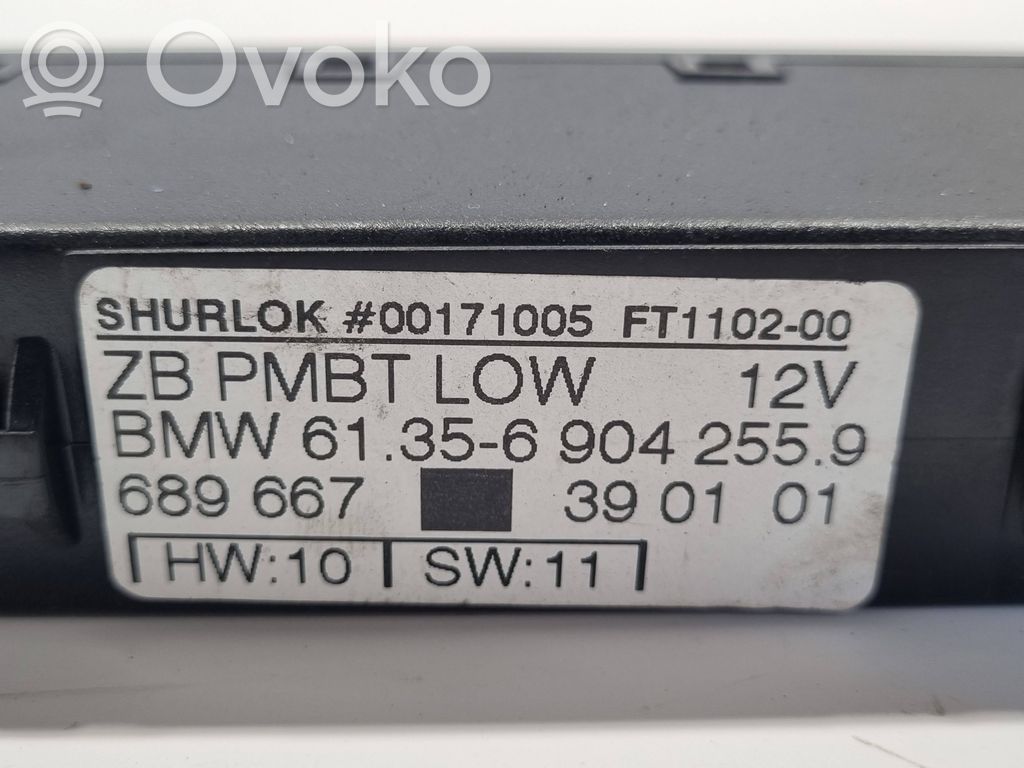 Ovoko
SHURLOK #00171005 FT1102-00
ZB PMBT LOW 12V
BMW 61.35-6 904 255.9
689 667 39 01 01
HW:10 SW:11